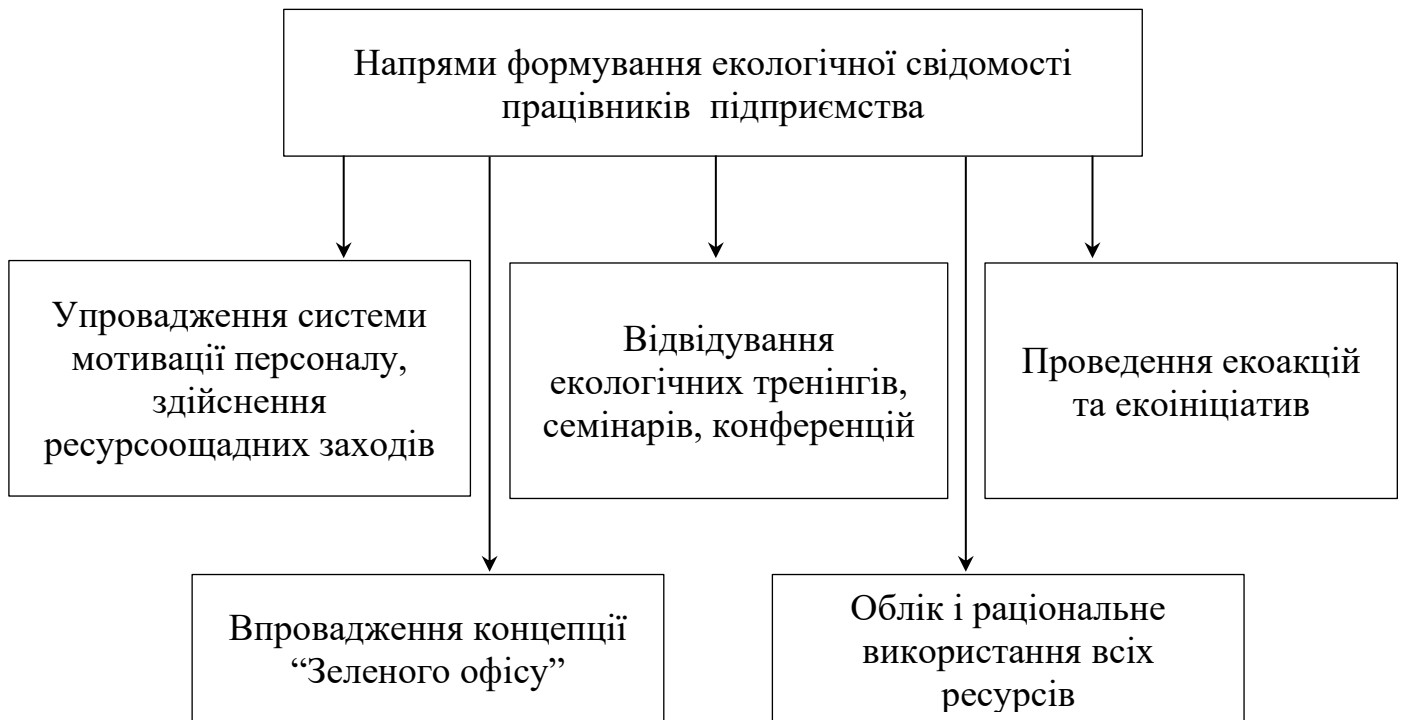 Напрями формування екологічної свідомості
працівників підприємства
Упровадження системи
мотивації персоналу,
здійснення
ресурсоощадних заходів
Відвідування
екологічних тренінгів,
семінарів, конференцій
Проведення екоакцій
та екоініціатив
Впровадження концепції
“Зеленого офісу”
Облік і раціональне
використання всіх
ресурсів